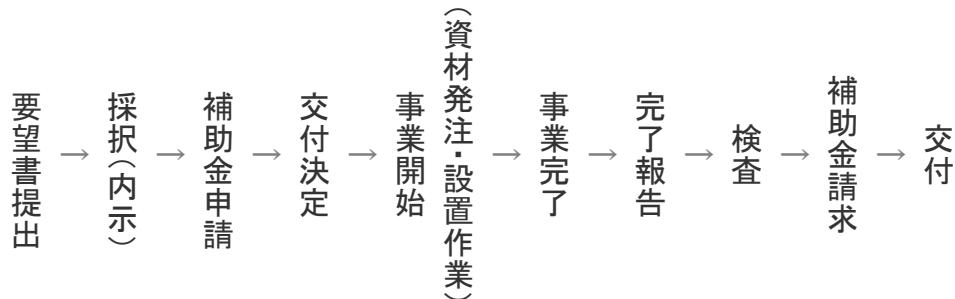 要望書提出
→
採択（内示）
→
補助金申請
→
交付決定
→
事業開始
（資材発注・設置作業）
→
事業完了
→
完了報告
→
検査
→
補助金請求
→
交付